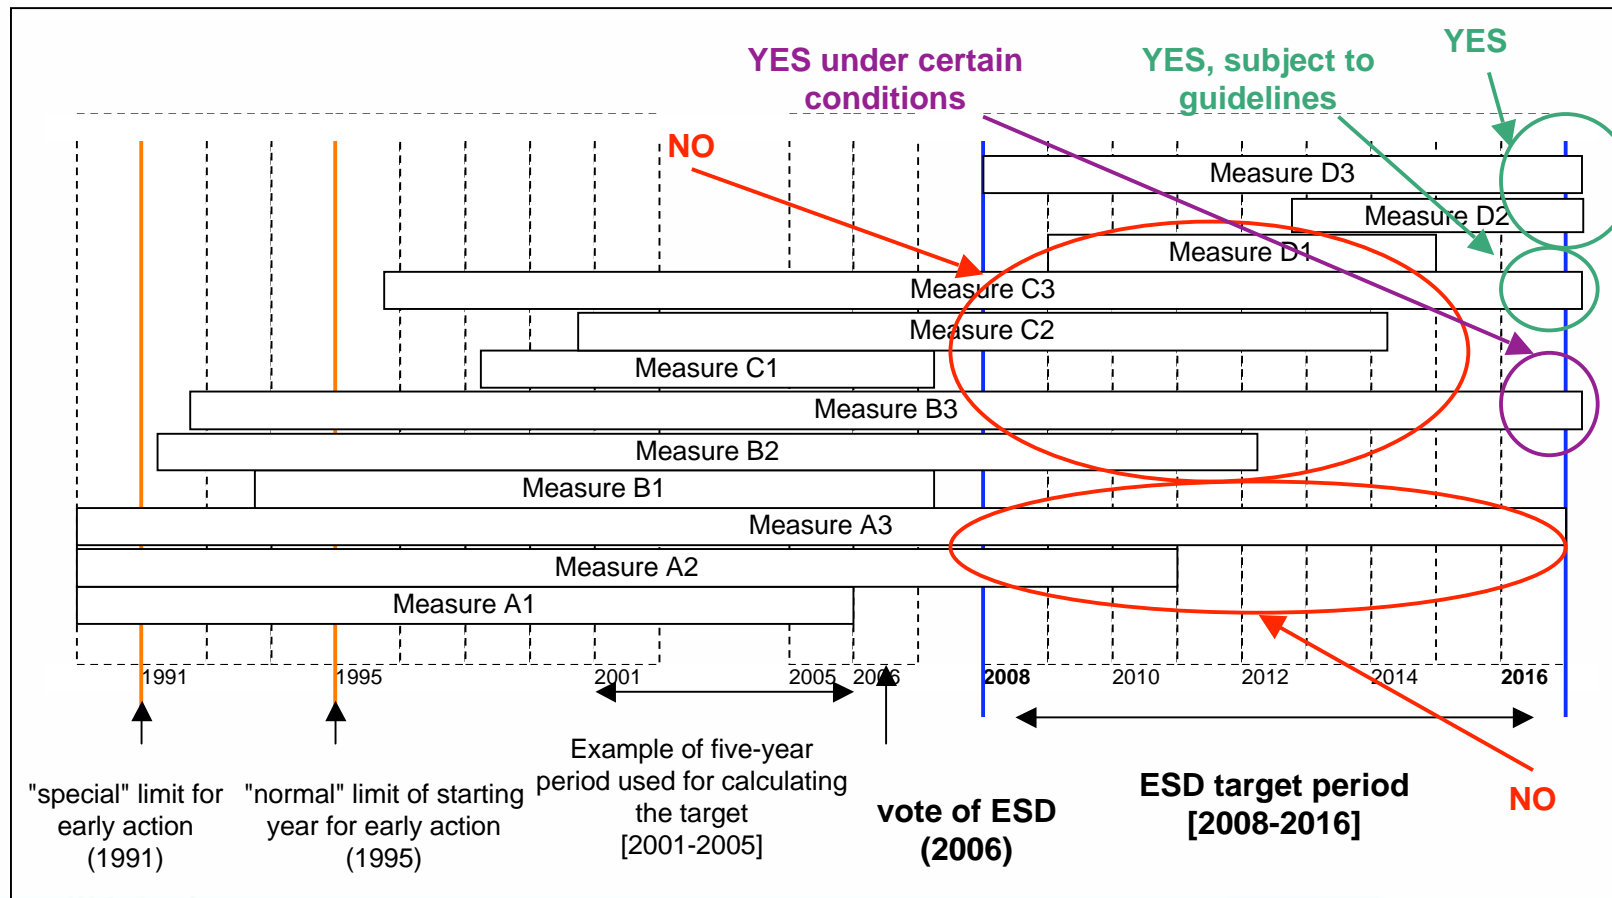 YES
YES under certain
conditions
YES, subject to
guidelines
NO
Measure D3
Measure D2
Measure D1
Measure C3
Measure C2
Measure C1
Measure B3
Measure B2
Measure B1
Measure A3
Measure A2
Measure A1
1991
1995
2001
2005
2006
2008
2010
2012
2014
2016
"special" limit for
early action
(1991)
"normal" limit of starting
year for early action
(1995)
Example of five-year
period used for calculating
the target
[2001-2005]
vote of ESD
(2006)
ESD target period
[2008-2016]
NO